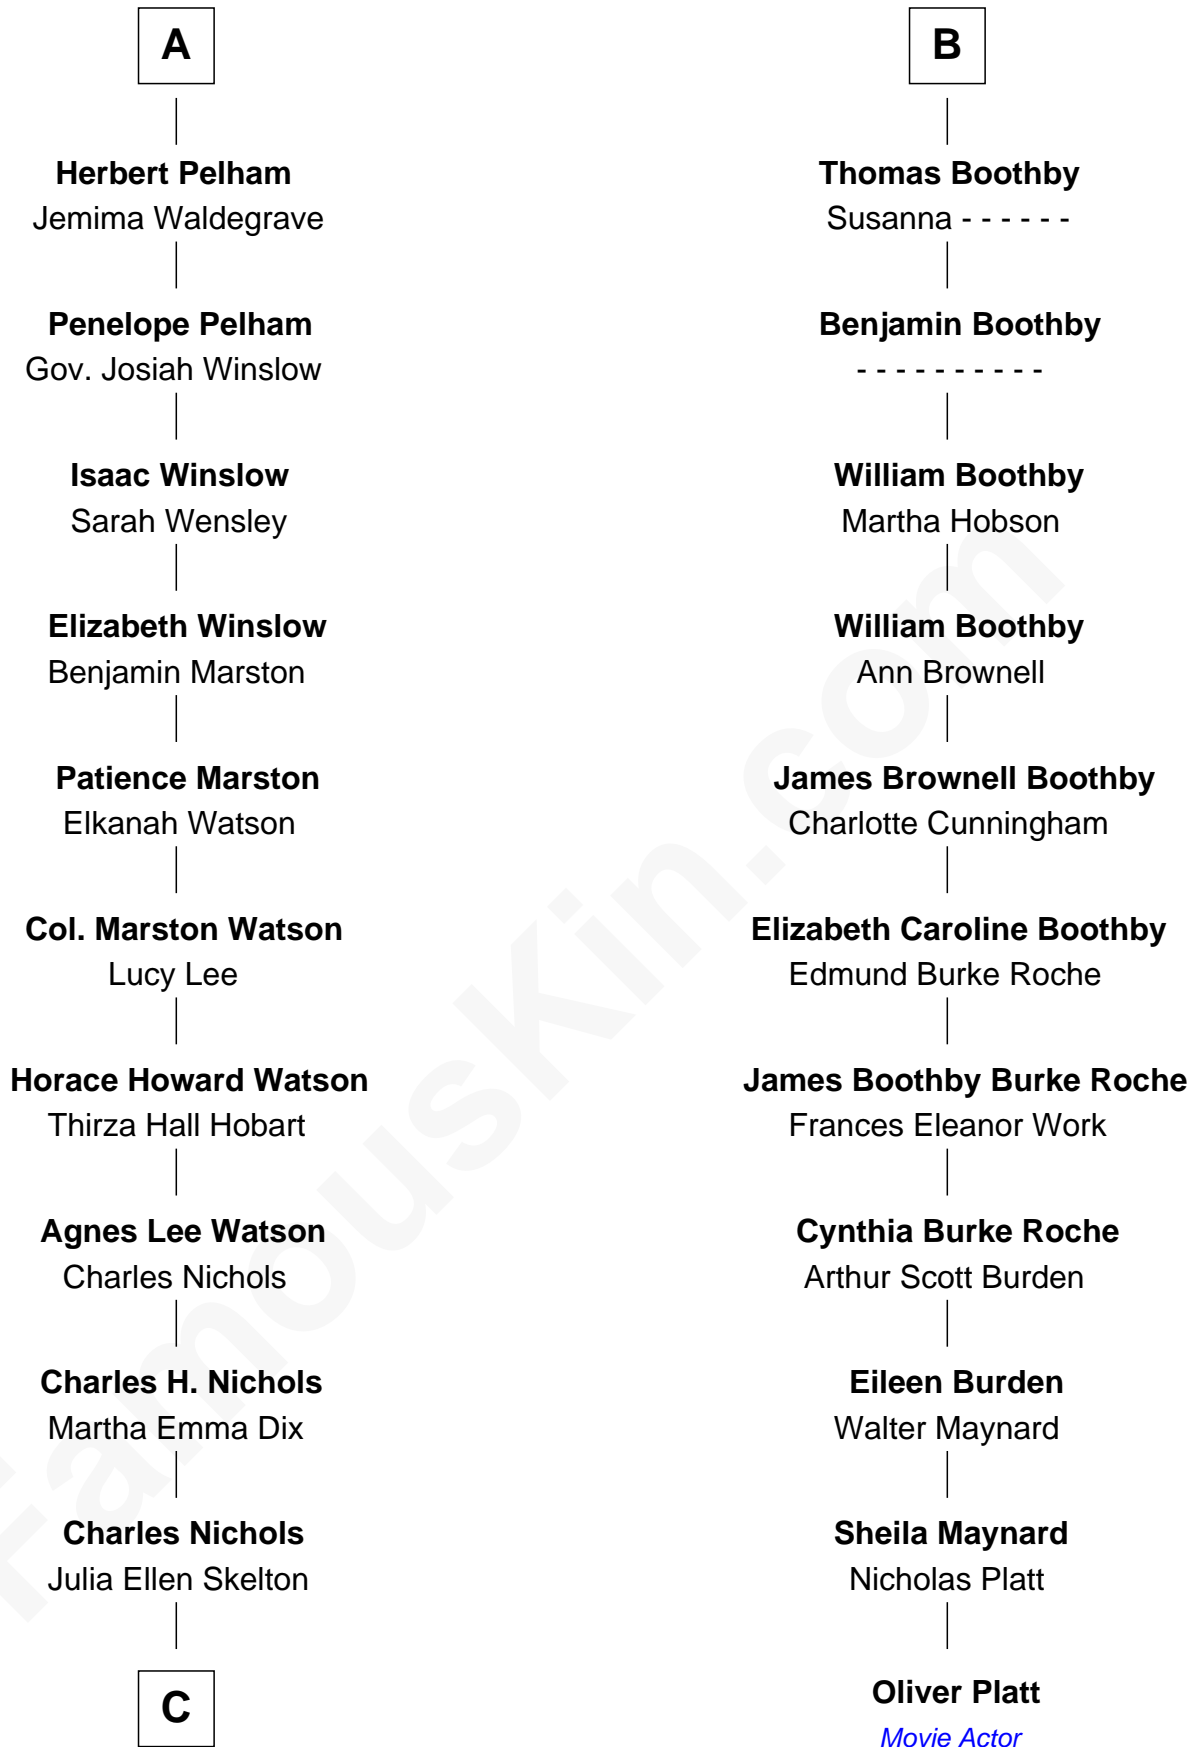 A
Herbert Pelham
Jemima Waldegrave
Penelope Pelham
Gov. Josiah Winslow
Isaac Winslow
Sarah Wensley
Elizabeth Winslow
Benjamin Marston
Patience Marston
Elkanah Watson
Col. Marston Watson
Lucy Lee
Horace Howard Watson
Thirza Hall Hobart
Agnes Lee Watson
Charles Nichols
Charles H. Nichols
Martha Emma Dix
Charles Nichols
Julia Ellen Skelton
C
B
Thomas Boothby
Susanna - - - - - -
Benjamin Boothby
- - - - - - - - - -
William Boothby
Martha Hobson
William Boothby
Ann Brownell
James Brownell Boothby
Charlotte Cunningham
Elizabeth Caroline Boothby
Edmund Burke Roche
James Boothby Burke Roche
Frances Eleanor Work
Cynthia Burke Roche
Arthur Scott Burden
Eileen Burden
Walter Maynard
Sheila Maynard
Nicholas Platt
Oliver Platt
Movie Actor
FamousKin.com